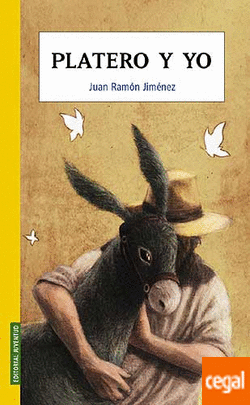 PLATERO Y YO
Juan Ramón Jiménez
EDITORIAL JUVENTUD
cegal